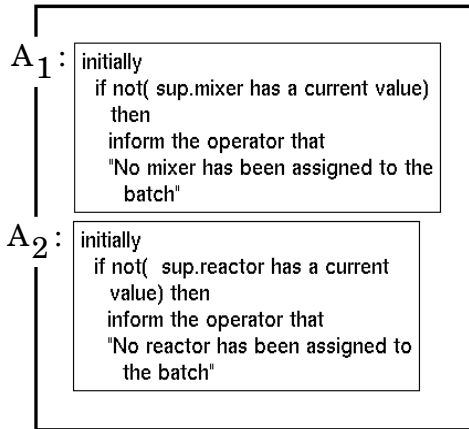 A1: initially
if not( sup.mixer has a current value)
then
inform the operator that
"No mixer has been assigned to the
batch"
A2: initially
if not( sup.reactor has a current
value) then
inform the operator that
"No reactor has been assigned to
the batch"